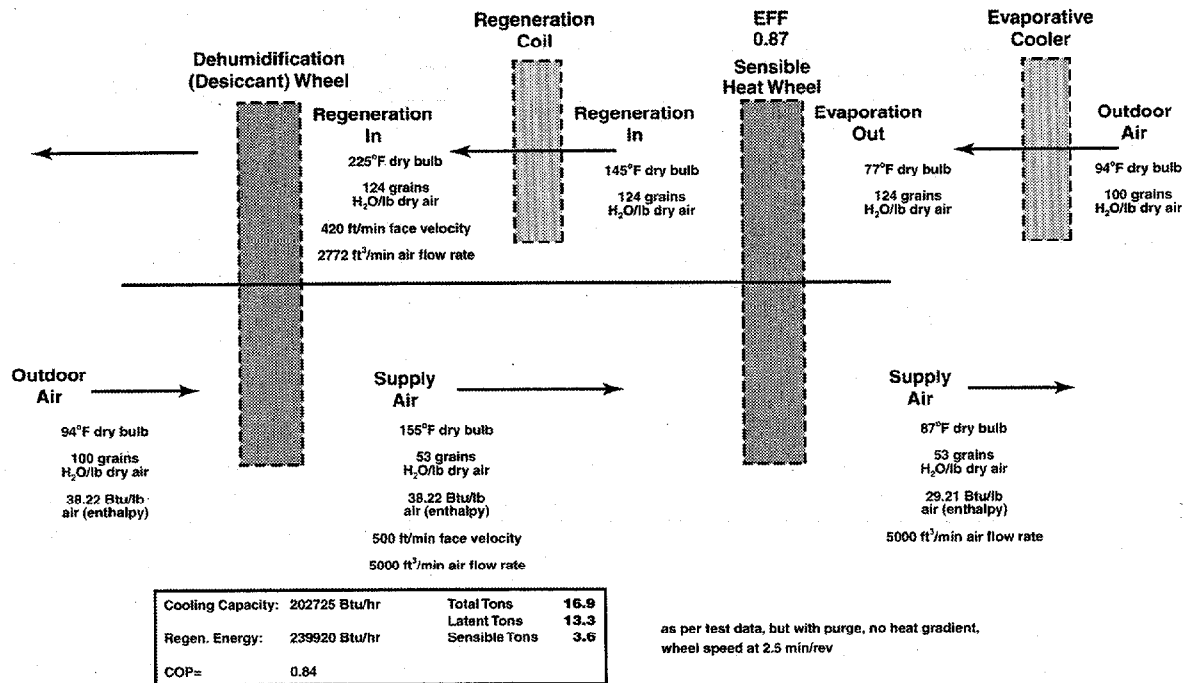 Regeneration
Coil
EFF
0.87
Evaporative
Cooler
Dehumidification
(Desiccant) Wheel
Sensible
Heat Wheel
Regeneration
In
Regeneration
In
Evaporation
Out
Outdoor
Air
225°F dry bulb
124 grains
H₂O/lb dry air
420 ft/min face velocity
2772 ft³/min air flow rate
145°F dry bulb
124 grains
H₂O/lb dry air
77°F dry bulb
124 grains
H₂O/lb dry air
94°F dry bulb
100 grains
H₂O/lb dry air
Outdoor
Air
94°F dry bulb
100 grains
H₂O/lb dry air
38.22 Btu/lb
air (enthalpy)
Supply
Air
155°F dry bulb
53 grains
H₂O/lb dry air
38.22 Btu/lb
air (enthalpy)
500 ft/min face velocity
5000 ft³/min air flow rate
Supply
Air
87°F dry bulb
53 grains
H₂O/lb dry air
29.21 Btu/lb
air (enthalpy)
5000 ft³/min air flow rate
Cooling Capacity: 202725 Btu/hr Total Tons 16.9
Latent Tons 13.3
Regen. Energy: 239920 Btu/hr Sensible Tons 3.6
COP= 0.84
as per test data, but with purge, no heat gradient,
wheel speed at 2.5 min/rev